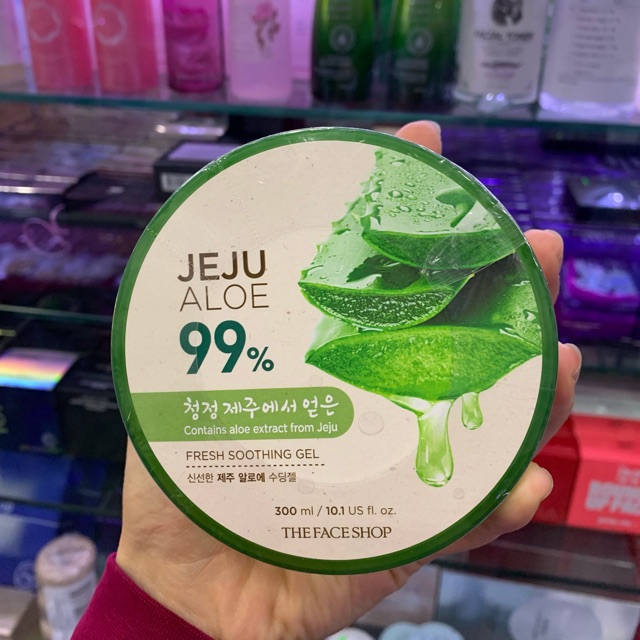 JEJU
ALOE
99%
청정 제주에서 얻은
Contains aloe extract from Jeju
FRESH SOOTHING GEL
신선한 제주 알로에 수딩젤
300 ml / 10.1 US fl. oz.
THE FACE SHOP